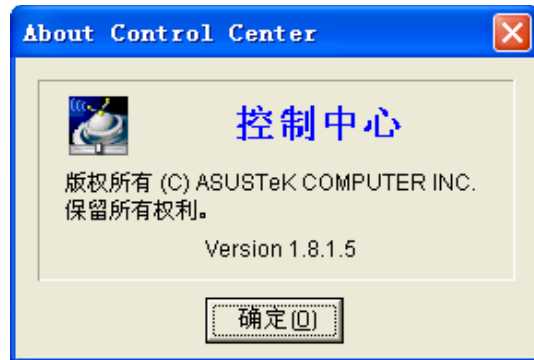 About Control Center
控制中心
版权所有 (C) ASUSTeK COMPUTER INC.
保留所有权利。
Version 1.8.1.5
确定(O)